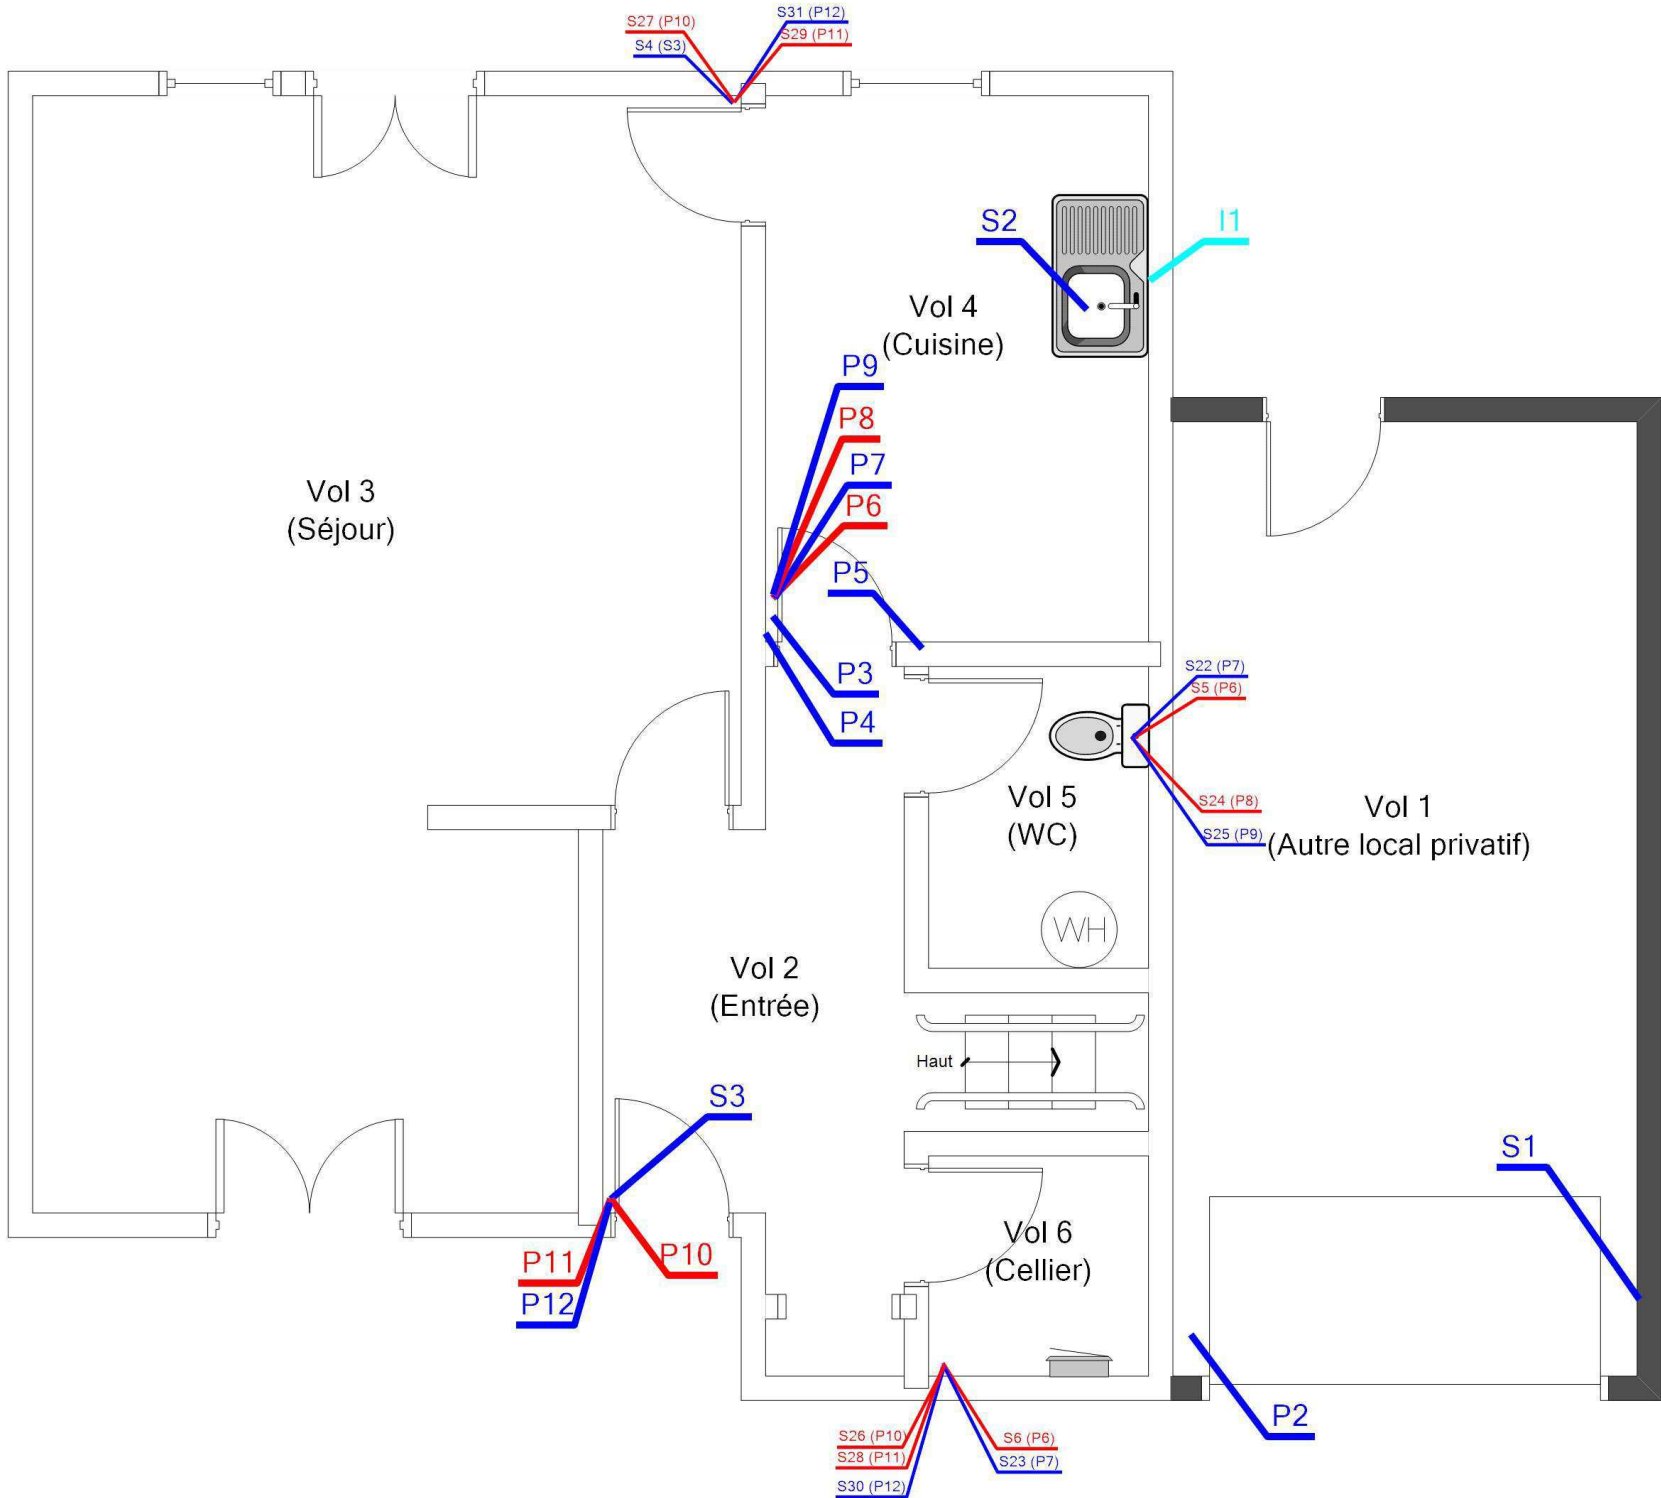 S31 (P12)
S27 (P10)
S29 (P11)
S4 (S3)
S2
I1
Vol 4
(Cuisine)
P9
P8
P7
P6
Vol 3
(Séjour)
P5
P3
P4
S22 (P7)
S5 (P6)
Vol 5
(WC)
S24 (P8)
S25 (P9)
Vol 1
(Autre local privatif)
WH
Vol 2
(Entrée)
Haut
S3
S1
Vol 6
(Cellier)
P11
P10
P12
P2
S26 (P10)
S6 (P6)
S28 (P11)
S23 (P7)
S30 (P12)